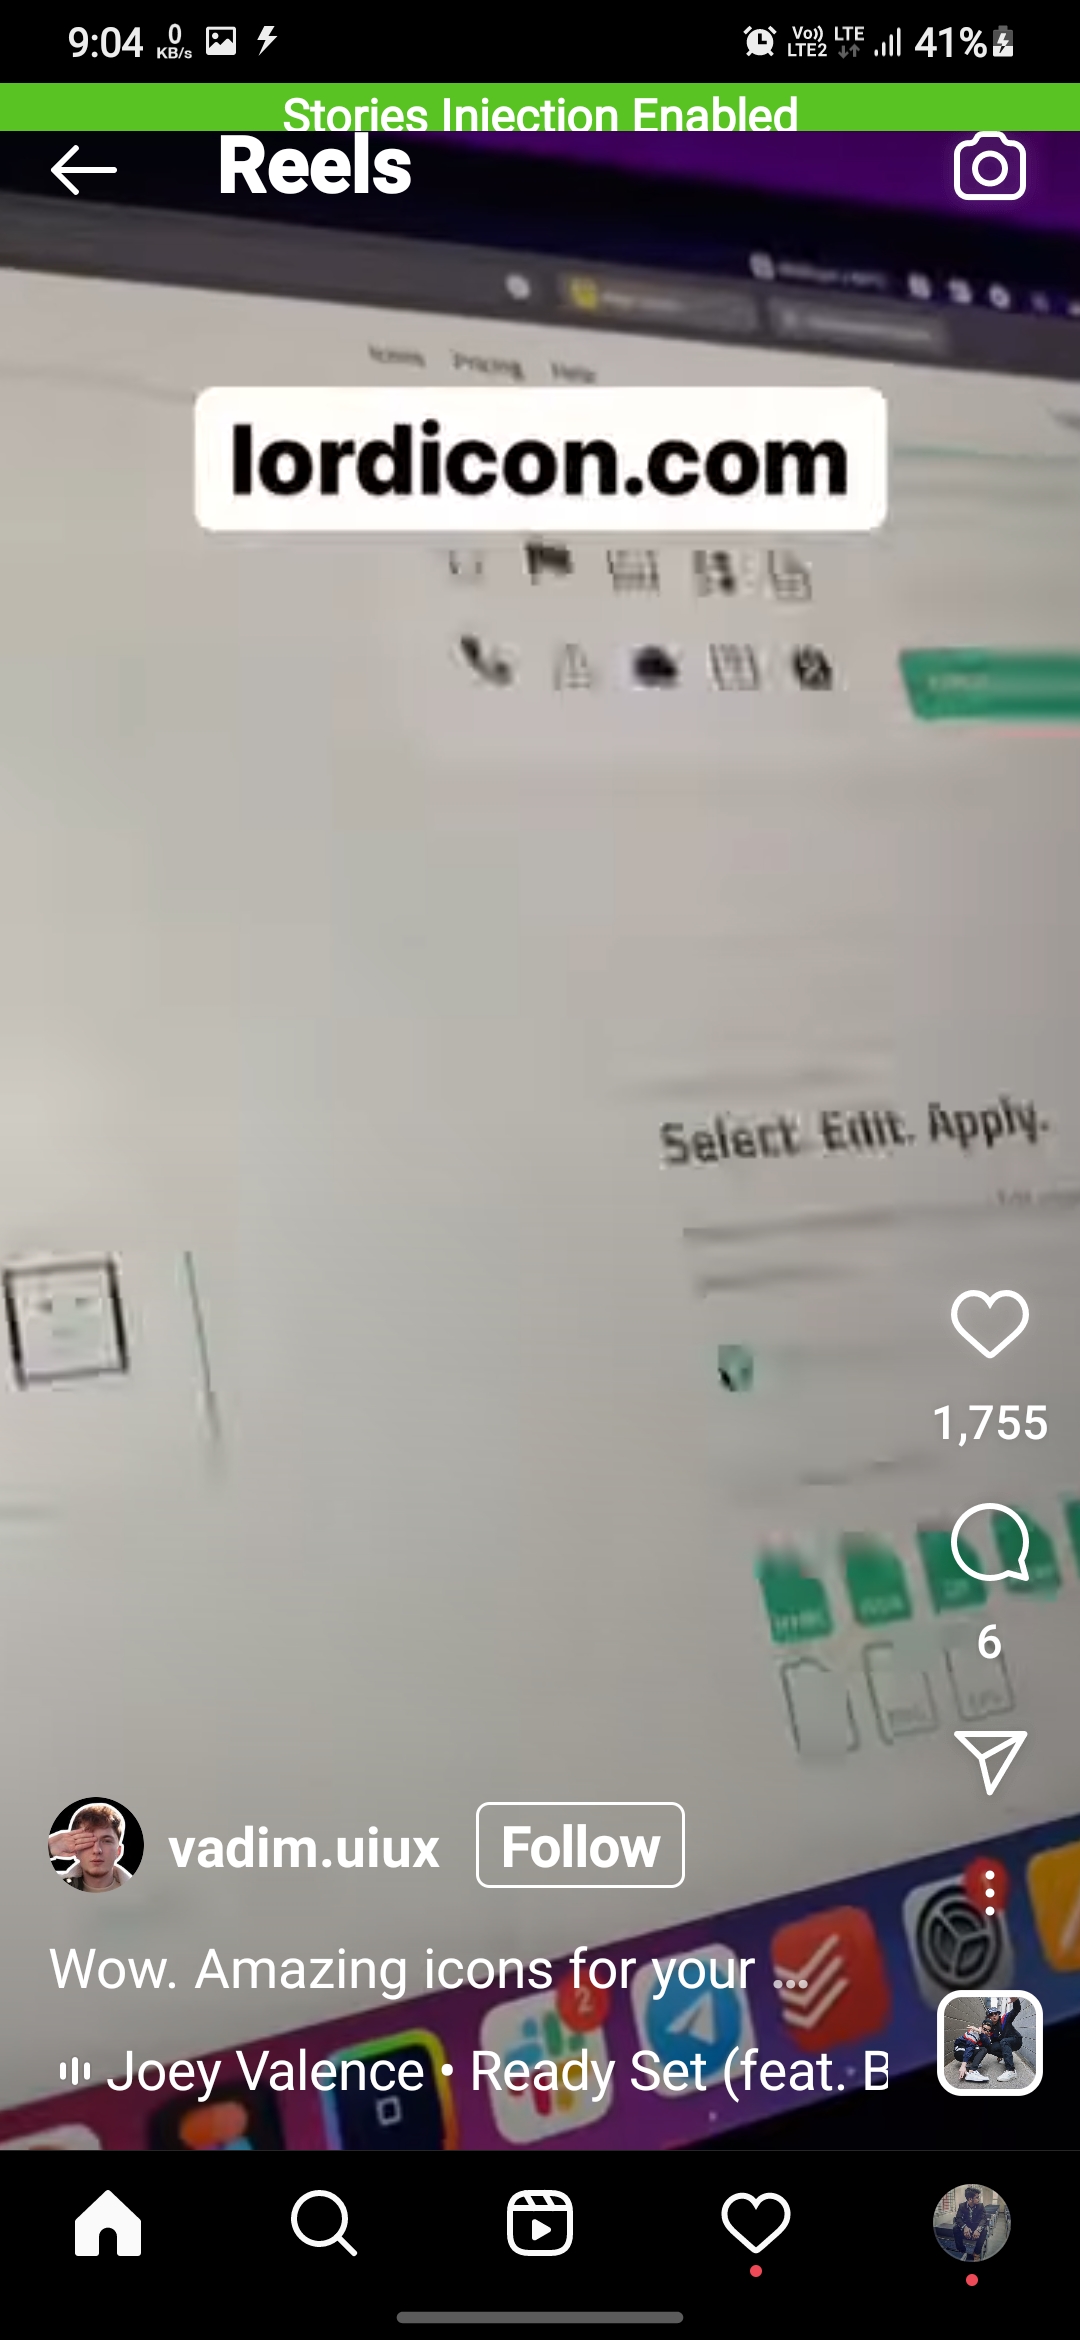 9:04
0
KB/s
Vo))
LTE2
LTE
41%
Stories Injection Enabled
Reels
Icons Pricing Help
lordicon.com
Select. Edit. Apply.
1,755
6
vadim.uiux
Follow
Wow. Amazing icons for your ...
2
Joey Valence • Ready Set (feat. B